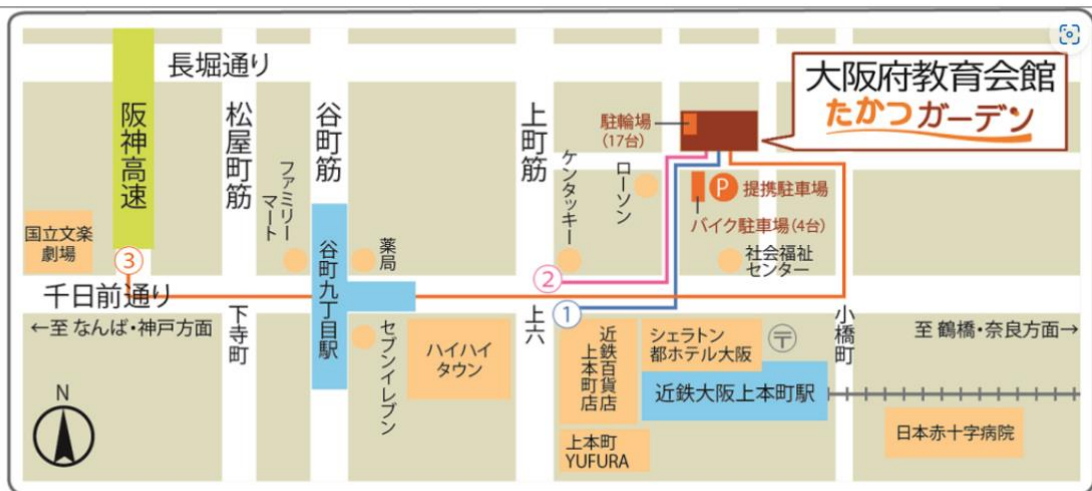 長堀通り
大阪府教育会館
たかつガーデン
阪神高速
松屋町筋
谷町筋
上町筋
駐輪場
(17台)
ファミリー
マート
ケンタッキー
ローソン
P
提携駐車場
バイク駐車場(4台)
国立文楽
劇場
薬局
社会福祉
センター
谷町九丁目駅
③
②
①
千日前通り
←至 なんば・神戸方面
下寺町
セブンイレブン
ハイハイ
タウン
上六
近鉄百貨店
上本町店
シェラトン
都ホテル大阪
〒
小橋町
至 鶴橋・奈良方面→
近鉄大阪上本町駅
N
上本町
YUFURA
日本赤十字病院